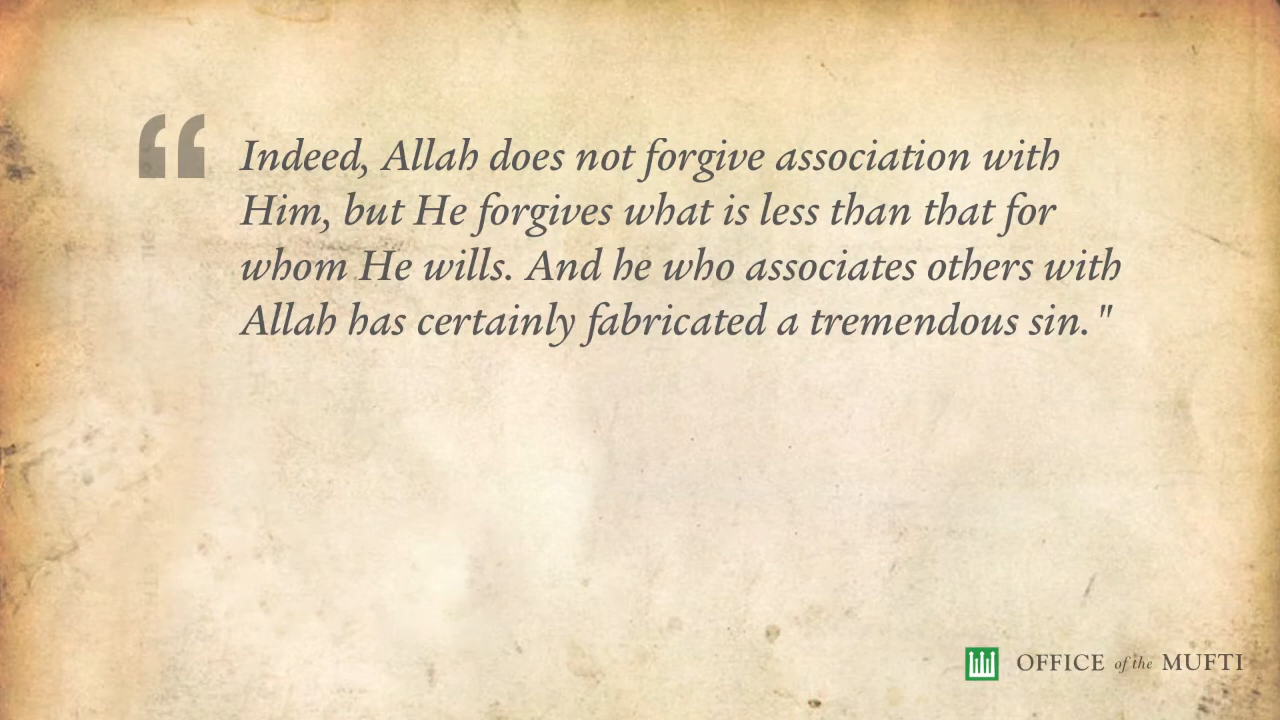 “
Indeed, Allah does not forgive association with
Him, but He forgives what is less than that for
whom He wills. And he who associates others with
Allah has certainly fabricated a tremendous sin."
OFFICE of the MUFTI